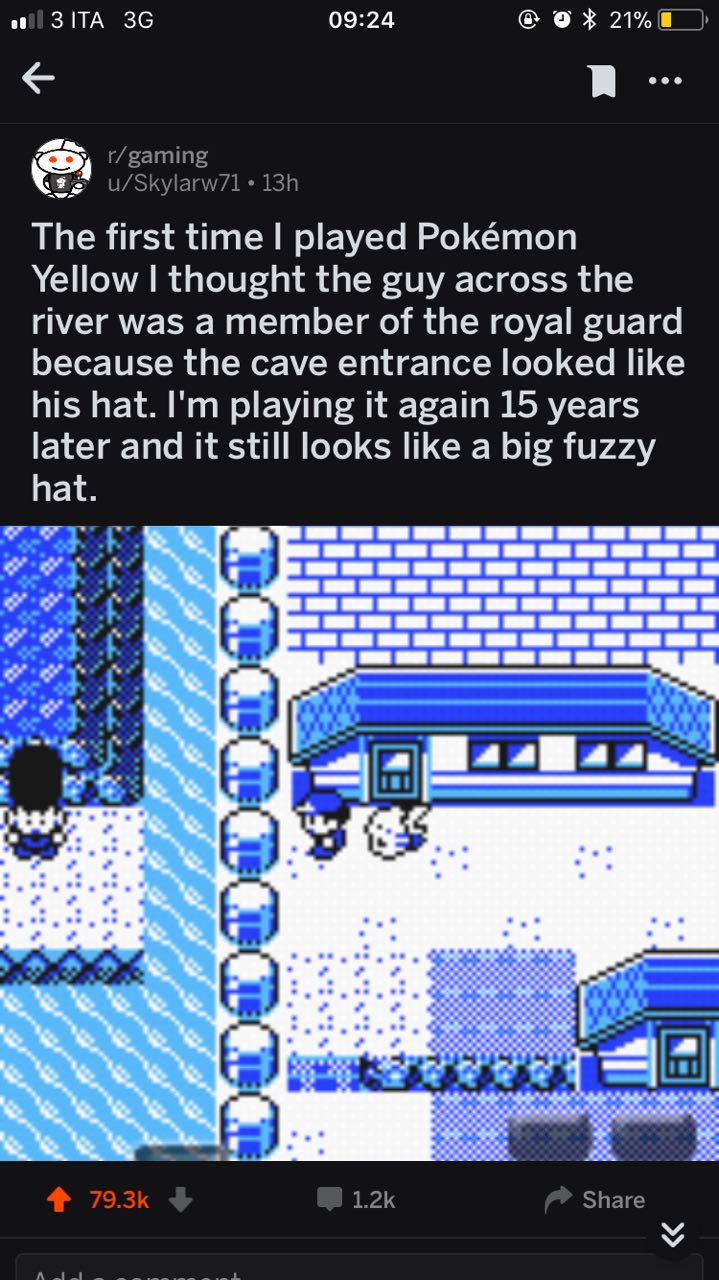 3 ITA 3G 09:24 21%
r/gaming
u/Skylarw71 • 13h
The first time I played Pokémon
Yellow I thought the guy across the
river was a member of the royal guard
because the cave entrance looked like
his hat. I'm playing it again 15 years
later and it still looks like a big fuzzy
hat.
79.3k 1.2k Share
Add a comment